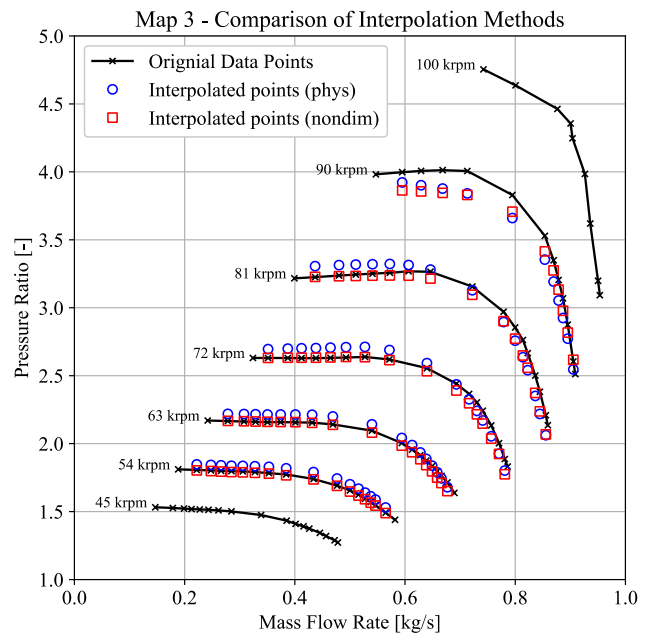 Map 3 - Comparison of Interpolation Methods
5.0
4.5
4.0
3.5
3.0
2.5
2.0
1.5
1.0
Pressure Ratio [-]
Orignial Data Points
Interpolated points (phys)
Interpolated points (nondim)
100 krpm
90 krpm
81 krpm
72 krpm
63 krpm
54 krpm
45 krpm
0.0 0.2 0.4 0.6 0.8 1.0
Mass Flow Rate [kg/s]